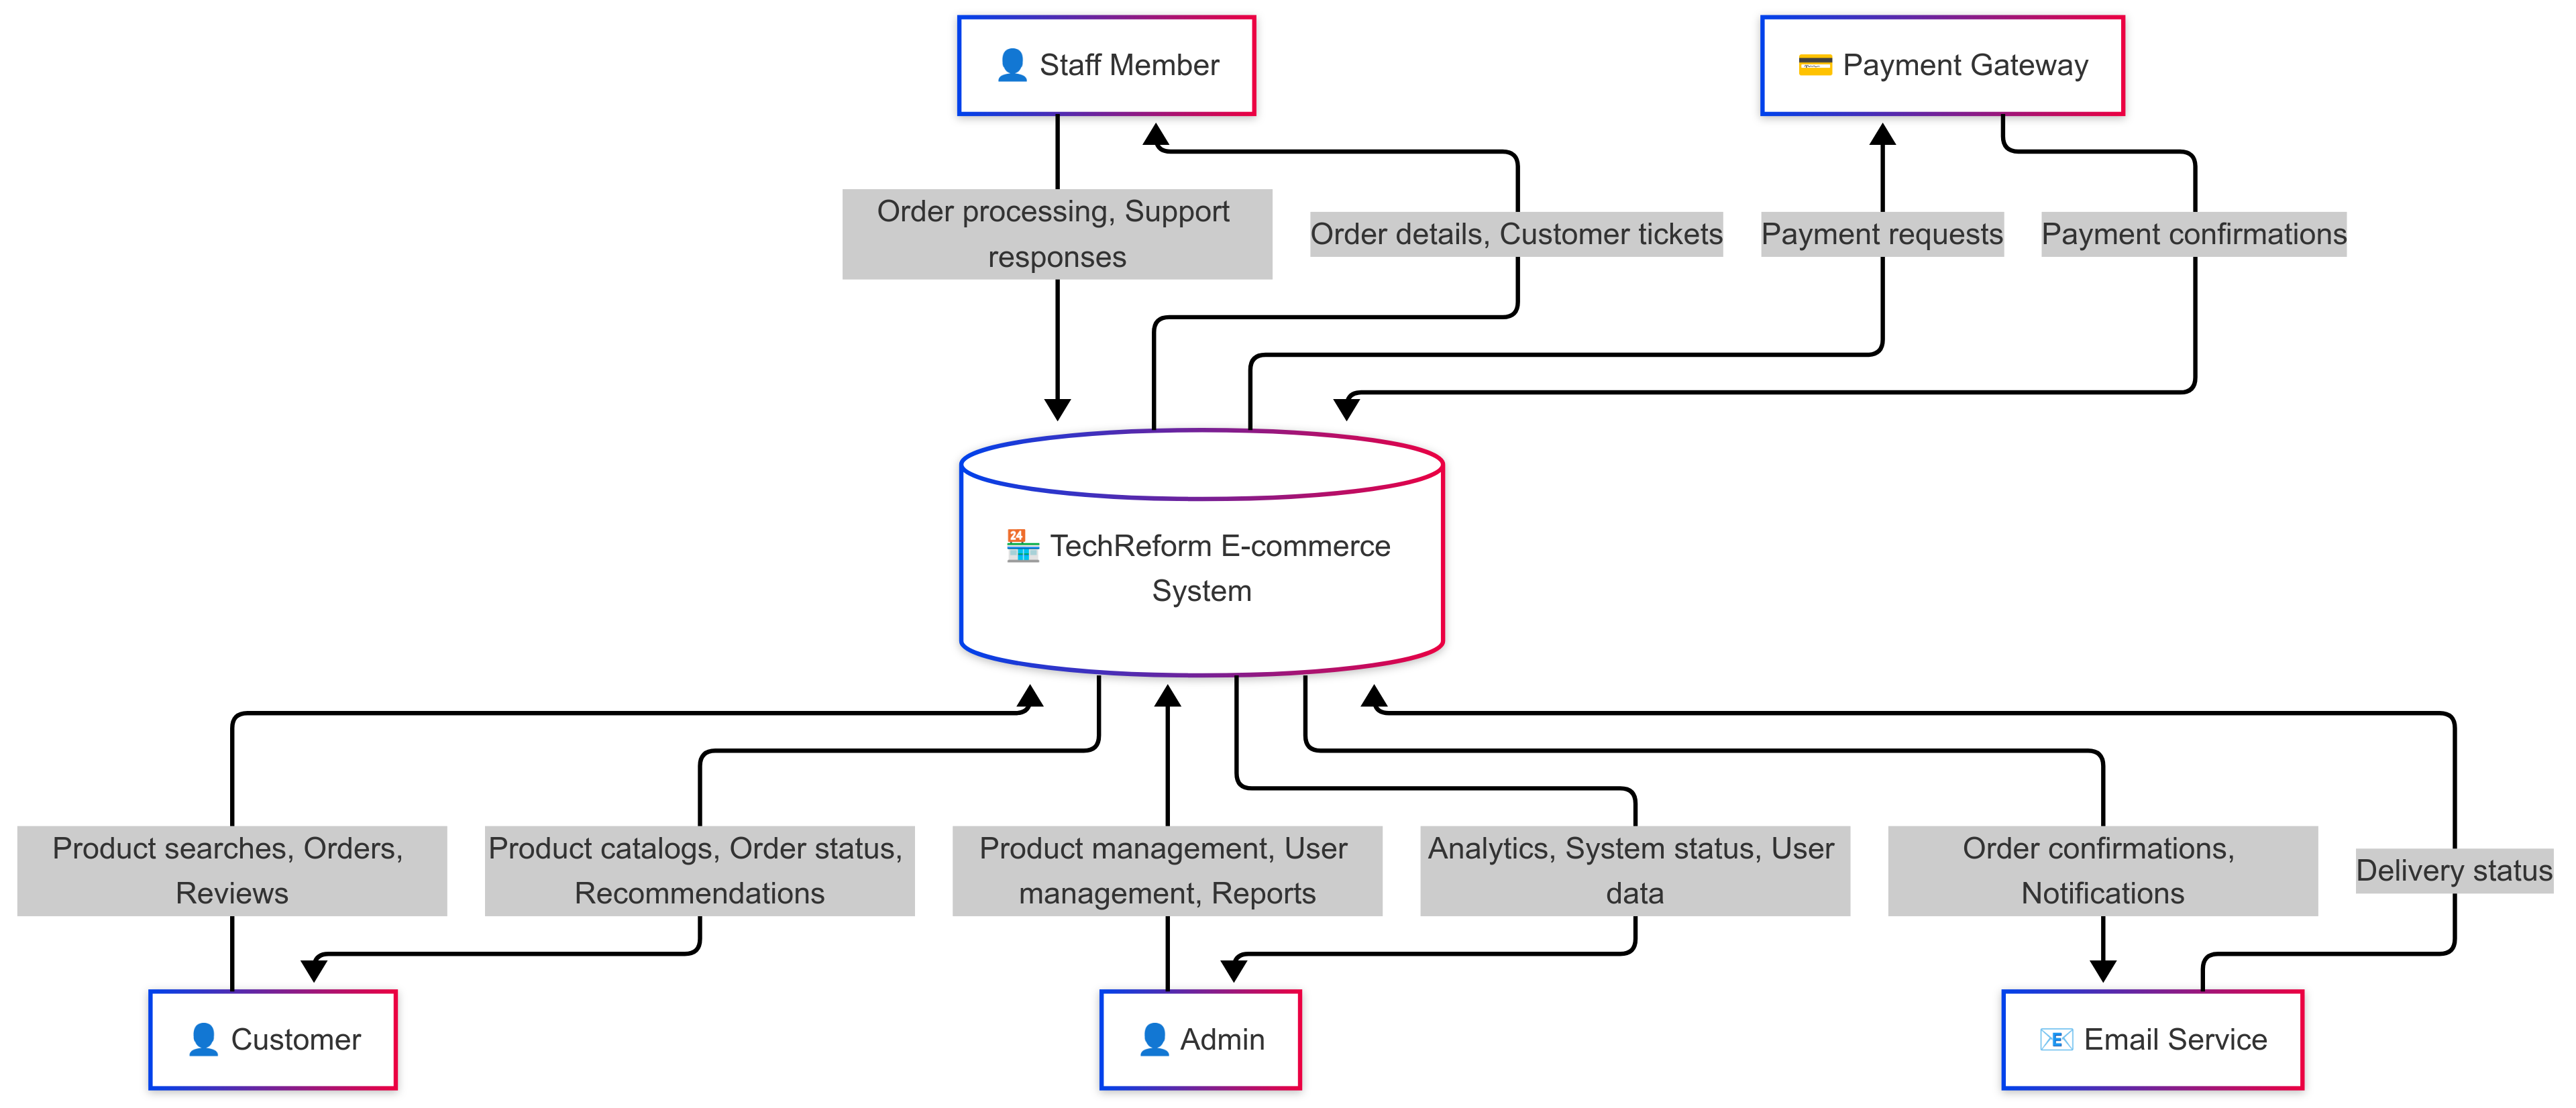 Staff Member
Payment Gateway
Order processing, Support
responses
Order details, Customer tickets
Payment requests
Payment confirmations
24
TechReform E-commerce
System
Product searches, Orders,
Reviews
Product catalogs, Order status,
Recommendations
Product management, User
management, Reports
Analytics, System status, User
data
Order confirmations,
Notifications
Delivery status
Customer
Admin
E
Email Service